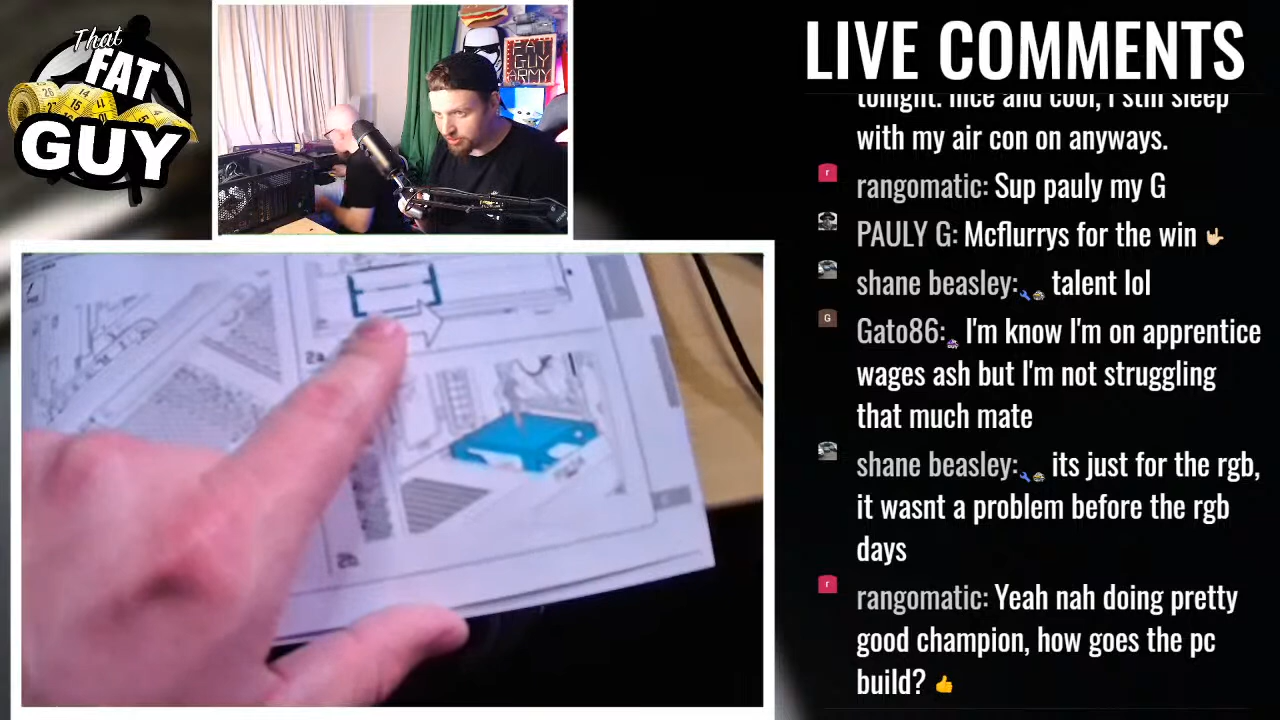 That
FAT
GUY
FAT
GUY
ARMY
LIVE COMMENTS
tonight. nice and cool, I still sleep
with my air con on anyways.
rangomatic: Sup pauly my G
PAULY G: Mcflurrys for the win 🤟🏼
shane beasley: talent lol
Gato86: I'm know I'm on apprentice
wages ash but I'm not struggling
that much mate
shane beasley: its just for the rgb,
it wasnt a problem before the rgb
days
rangomatic: Yeah nah doing pretty
good champion, how goes the pc
build? 👍
2a
2b